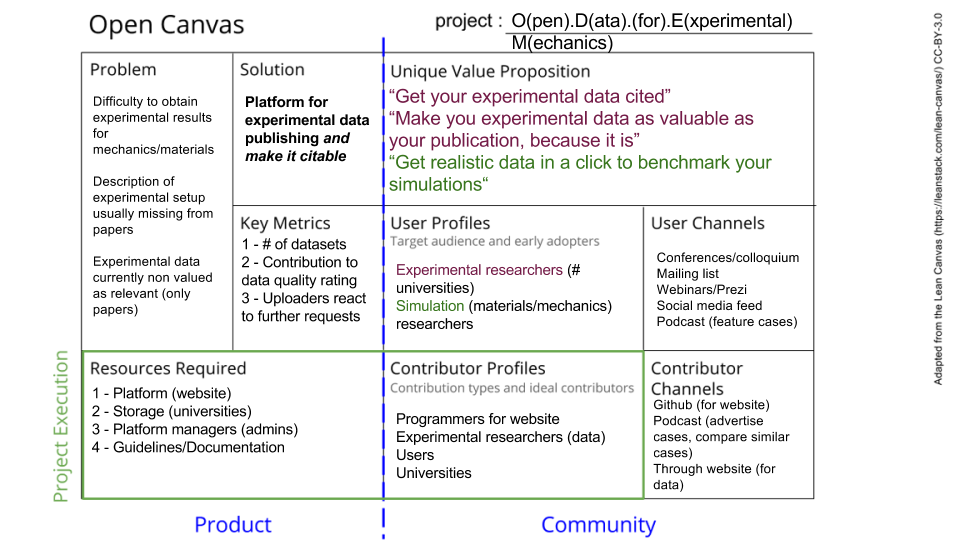 Open Canvas
project : O(pen).D(ata).(for).E(xperimental)
M(echanics)
Problem
Difficulty to obtain
experimental results
for
mechanics/materials
Description of
experimental setup
usually missing from
papers
Experimental data
currently non valued
as relevant (only
papers)
Solution
Platform for
experimental data
publishing and
make it citable
Unique Value Proposition
“Get your experimental data cited”
“Make you experimental data as valuable as
your publication, because it is”
“Get realistic data in a click to benchmark your
simulations“
Key Metrics
1 - # of datasets
2 - Contribution to
data quality rating
3 - Uploaders react
to further requests
User Profiles
Target audience and early adopters
Experimental researchers (#
universities)
Simulation (materials/mechanics)
researchers
User Channels
Conferences/colloquium
Mailing list
Webinars/Prezi
Social media feed
Podcast (feature cases)
Project Execution
Resources Required
1 - Platform (website)
2 - Storage (universities)
3 - Platform managers (admins)
4 - Guidelines/Documentation
Contributor Profiles
Contribution types and ideal contributors
Programmers for website
Experimental researchers (data)
Users
Universities
Contributor
Channels
Github (for website)
Podcast (advertise
cases, compare similar
cases)
Through website (for
data)
Product
Community
Adapted from the Lean Canvas (https://leanstack.com/lean-canvas/) CC-BY-3.0